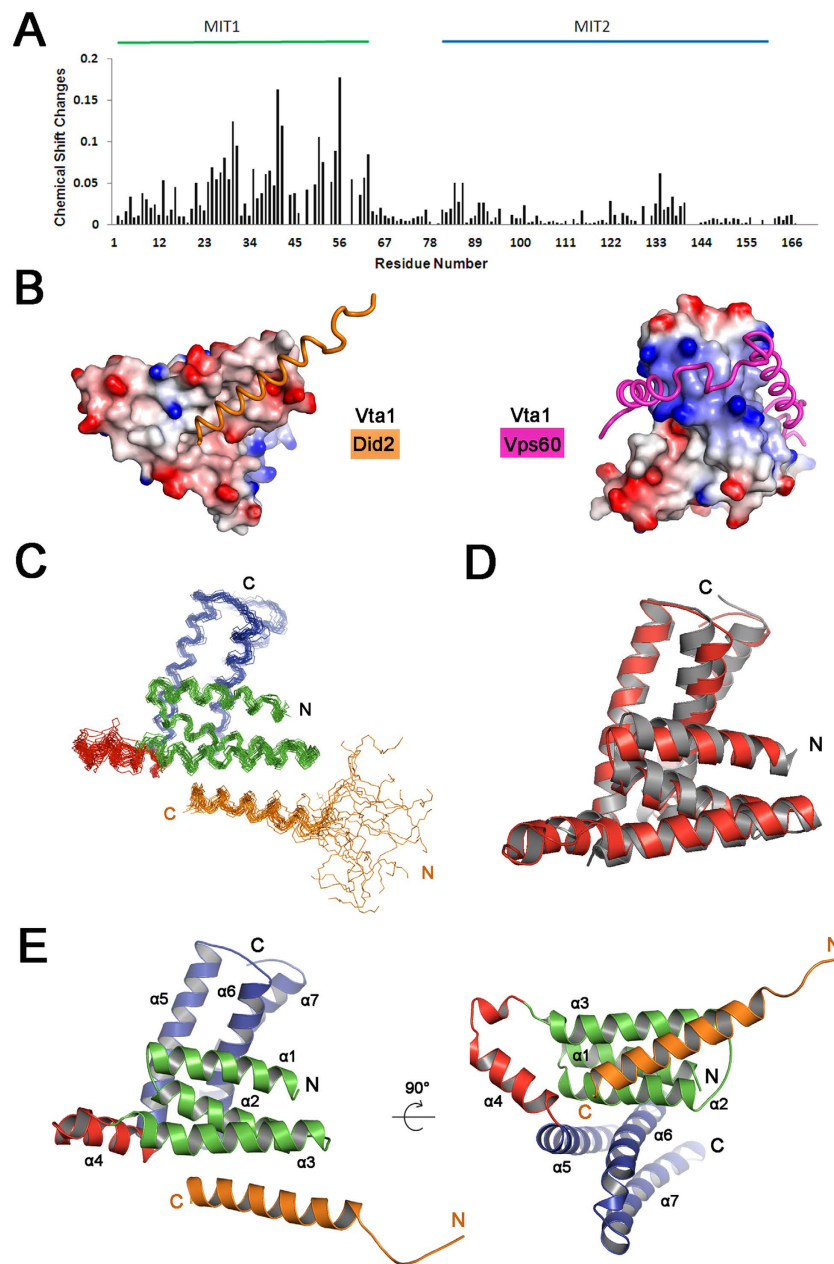 A
MIT1
MIT2
Chemical Shift Changes
0.2
0.15
0.1
0.05
0
1 12 23 34 45 56 67 78 89 100 111 122 133 144 155 166
Residue Number
B
Vta1
Did2
Vta1
Vps60
C
C
N
C
N
D
C
N
E
C
α5
α6
α7
α1
N
α2
α4
α3
C
N
90°
N
α3
α1
N
α4
C
α2
α6
α5
C
α7